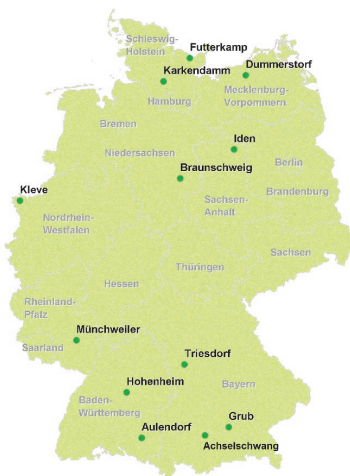 Schleswig-
Holstein
Futterkamp
Dummerstorf
Karkendamm
Mecklenburg-
Vorpommern
Hamburg
Bremen
Iden
Niedersachsen
Berlin
Braunschweig
Kleve
Sachsen-
Anhalt
Brandenburg
Nordrhein-
Westfalen
Sachsen
Thüringen
Hessen
Rheinland-
Pfalz
Münchweiler
Saarland
Triesdorf
Hohenheim
Bayern
Baden-
Württemberg
Grub
Aulendorf
Achselschwang